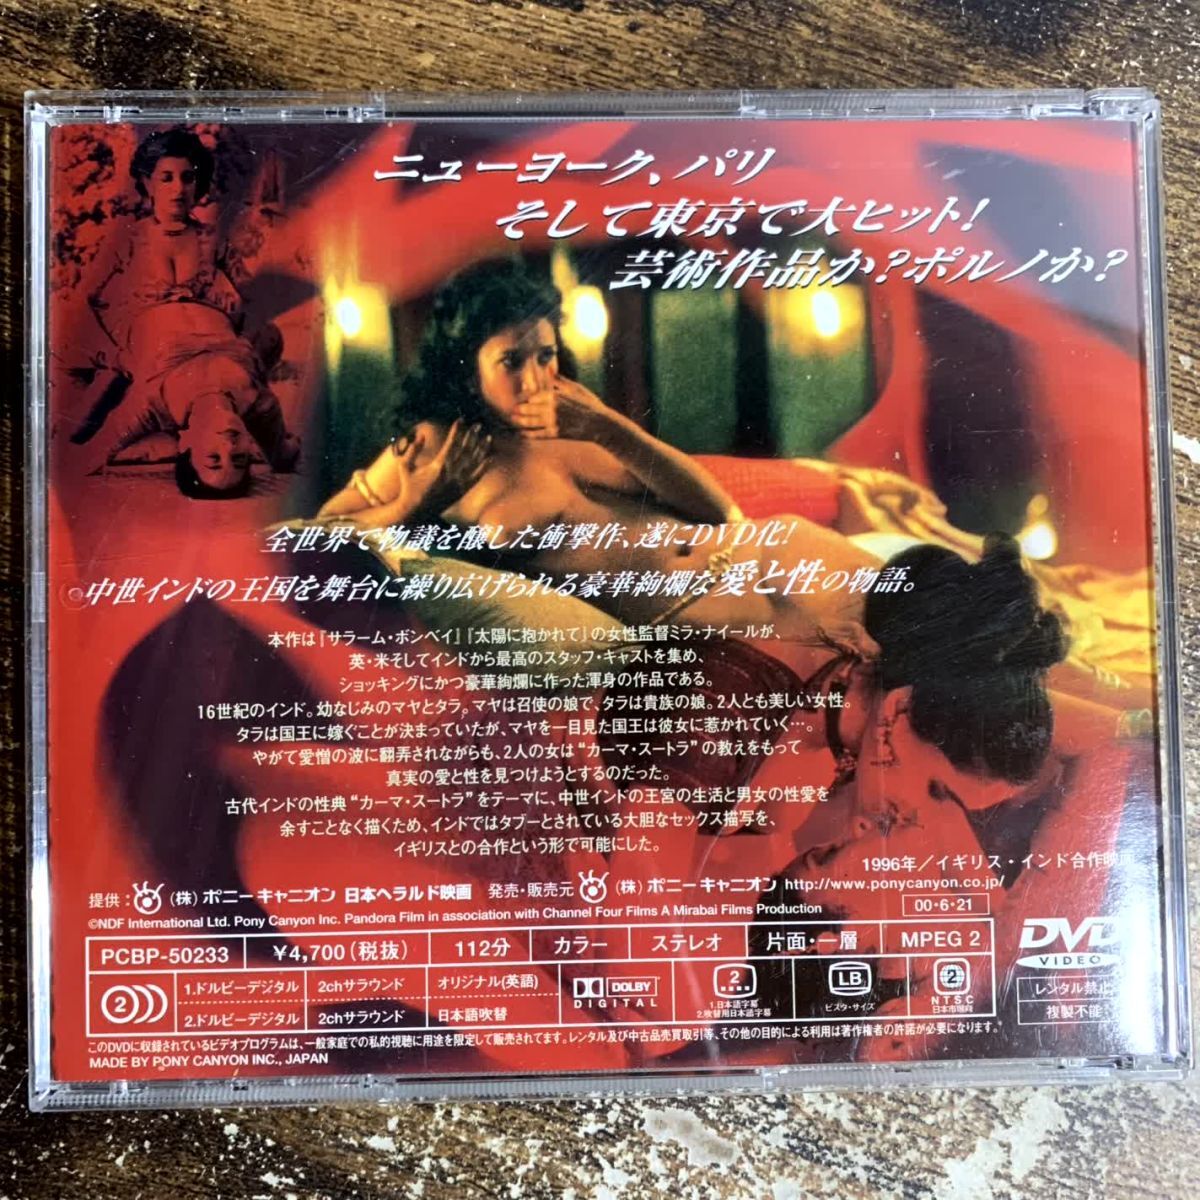 ニューヨーク、パリ
そして東京で大ヒット!
芸術作品か?ポルノか?
全世界で物議を醸した衝撃作、遂にDVD化!
中世インドの王国を舞台に繰り広げられる豪華絢爛な愛と性の物語。
本作は『サラーム・ボンベイ』『太陽に抱かれて』の女性監督ミラ・ナイールが、
英・米そしてインドから最高のスタッフ・キャストを集め、
ショッキングにかつ豪華絢爛に作った渾身の作品である。
16世紀のインド。幼なじみのマヤとタラ。マヤは召使の娘で、タラは貴族の娘。2人とも美しい女性。
タラは国王に嫁ぐことが決まっていたが、マヤを一目見た国王は彼女に惹かれていく…。
やがて愛憎の波に翻弄されながらも、2人の女は“カーマ・スートラ”の教えをもって
真実の愛と性を見つけようとするのだった。
古代インドの性典“カーマ・スートラ”をテーマに、中世インドの王宮の生活と男女の性愛を
余すことなく描くため、インドではタブーとされている大胆なセックス描写を、
イギリスとの合作という形で可能にした。
1996年/イギリス・インド合作映画
提供: (株)ポニーキャニオン 日本ヘラルド映画 発売・販売元 (株)ポニーキャニオン http://www.ponycanyon.co.jp/
©NDF International Ltd. Pony Canyon Inc. Pandora Film in association with Channel Four Films A Mirabai Films Production
00・6・21
PCBP-50233 ¥4,700(税抜) 112分 カラー ステレオ 片面・一層 MPEG 2
DVD VIDEO
2 1.ドルビーデジタル 2chサラウンド オリジナル(英語)
2.ドルビーデジタル 2chサラウンド 日本語吹替
DOLBY DIGITAL
2 1.日本語字幕
2.吹替用日本語字幕
LB ビスタ・サイズ
2 NTSC 日本市場向
レンタル禁止
複製不能
このDVDに収録されているビデオプログラムは、一般家庭での私的視聴に用途を限定して販売されてます。レンタル及び中古品売買取引等、その他の目的による利用は著作権者の許諾が必要になります。
MADE BY PONY CANYON INC., JAPAN